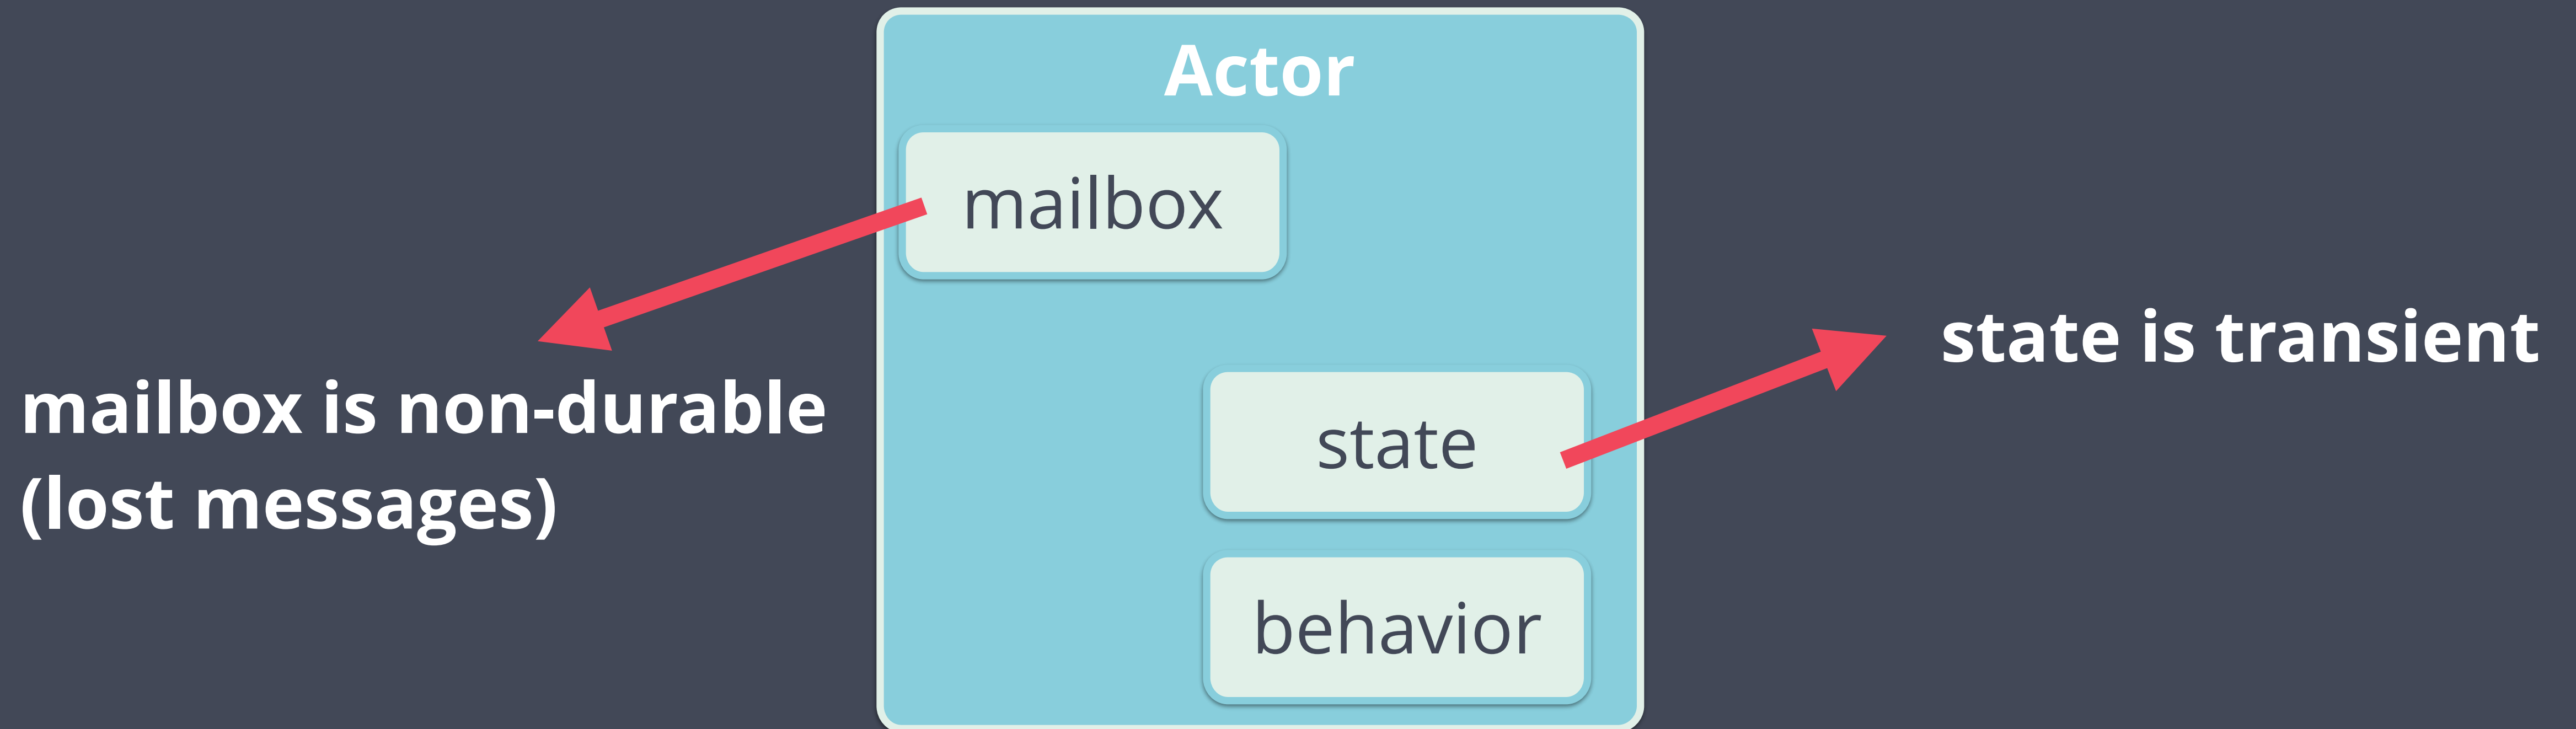 Actor
mailbox
mailbox is non-durable
(lost messages)
state is transient
state
behavior